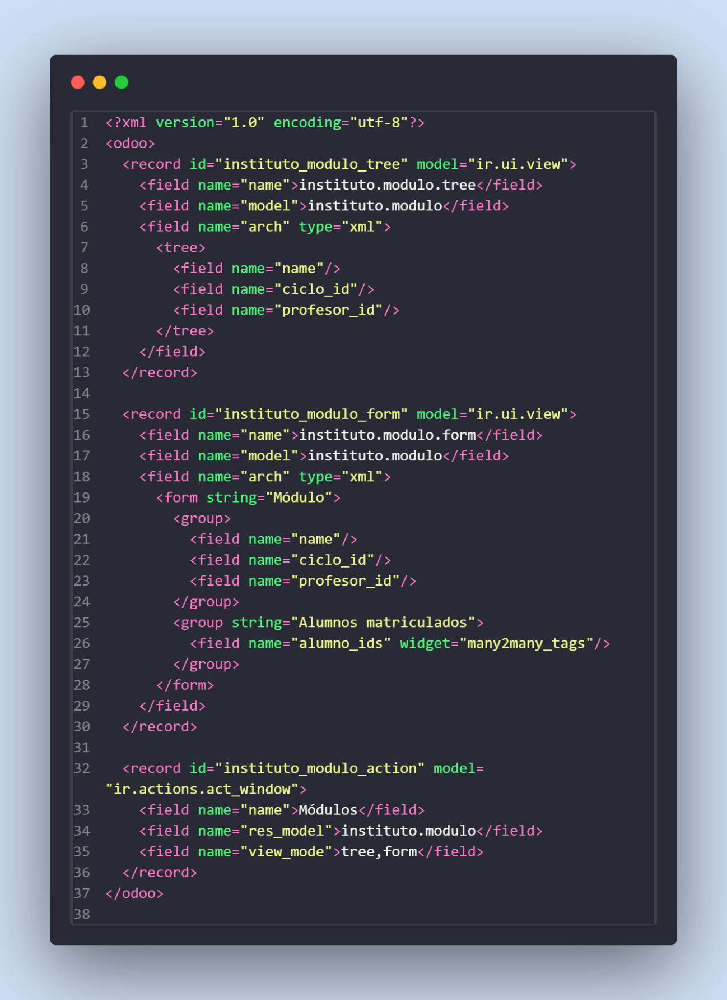 1 <?xml version="1.0" encoding="utf-8"?>
2 <odoo>
3   <record id="instituto_modulo_tree" model="ir.ui.view">
4     <field name="name">instituto.modulo.tree</field>
5     <field name="model">instituto.modulo</field>
6     <field name="arch" type="xml">
7       <tree>
8         <field name="name"/>
9         <field name="ciclo_id"/>
10         <field name="profesor_id"/>
11       </tree>
12     </field>
13   </record>
14
15   <record id="instituto_modulo_form" model="ir.ui.view">
16     <field name="name">instituto.modulo.form</field>
17     <field name="model">instituto.modulo</field>
18     <field name="arch" type="xml">
19       <form string="Módulo">
20         <group>
21           <field name="name"/>
22           <field name="ciclo_id"/>
23           <field name="profesor_id"/>
24         </group>
25         <group string="Alumnos matriculados">
26           <field name="alumno_ids" widget="many2many_tags"/>
27         </group>
28       </form>
29     </field>
30   </record>
31
32   <record id="instituto_modulo_action" model=
"ir.actions.act_window">
33     <field name="name">Módulos</field>
34     <field name="res_model">instituto.modulo</field>
35     <field name="view_mode">tree,form</field>
36   </record>
37 </odoo>
38